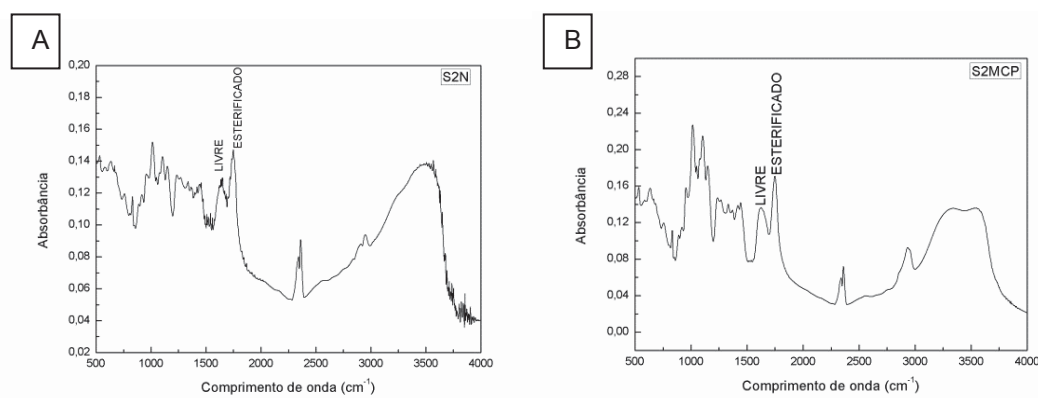 A
S2N
0,20
0,18
0,16
0,14
0,12
0,10
0,08
0,06
0,04
0,02
Absorbância
LIVRE
ESTERIFICADO
500 1000 1500 2000 2500 3000 3500 4000
Comprimento de onda (cm⁻¹)
B
S2MCP
0,28
0,24
0,20
0,16
0,12
0,08
0,04
0,00
Absorbância
LIVRE
ESTERIFICADO
500 1000 1500 2000 2500 3000 3500 4000
Comprimento de onda (cm⁻¹)